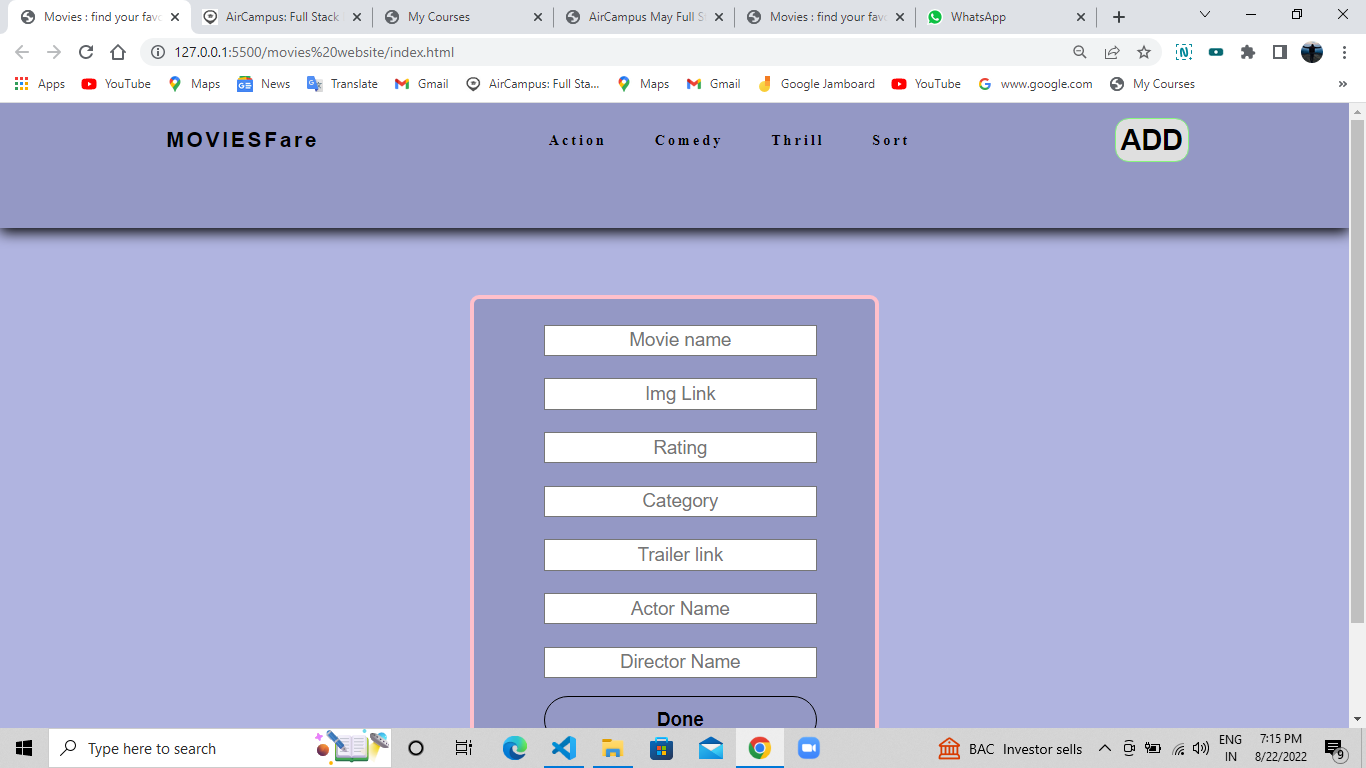 Movies : find your favo
AirCampus: Full Stack
My Courses
AirCampus May Full S
Movies : find your favo
WhatsApp
127.0.0.1:5500/movies%20website/index.html
Apps YouTube Maps News Translate Gmail AirCampus: Full Sta... Maps Gmail Google Jamboard YouTube www.google.com My Courses »
MOVIESFare Action Comedy Thrill Sort ADD
Movie name
Img Link
Rating
Category
Trailer link
Actor Name
Director Name
Done
Type here to search
BAC Investor sells
ENG
IN
7:15 PM
8/22/2022
9